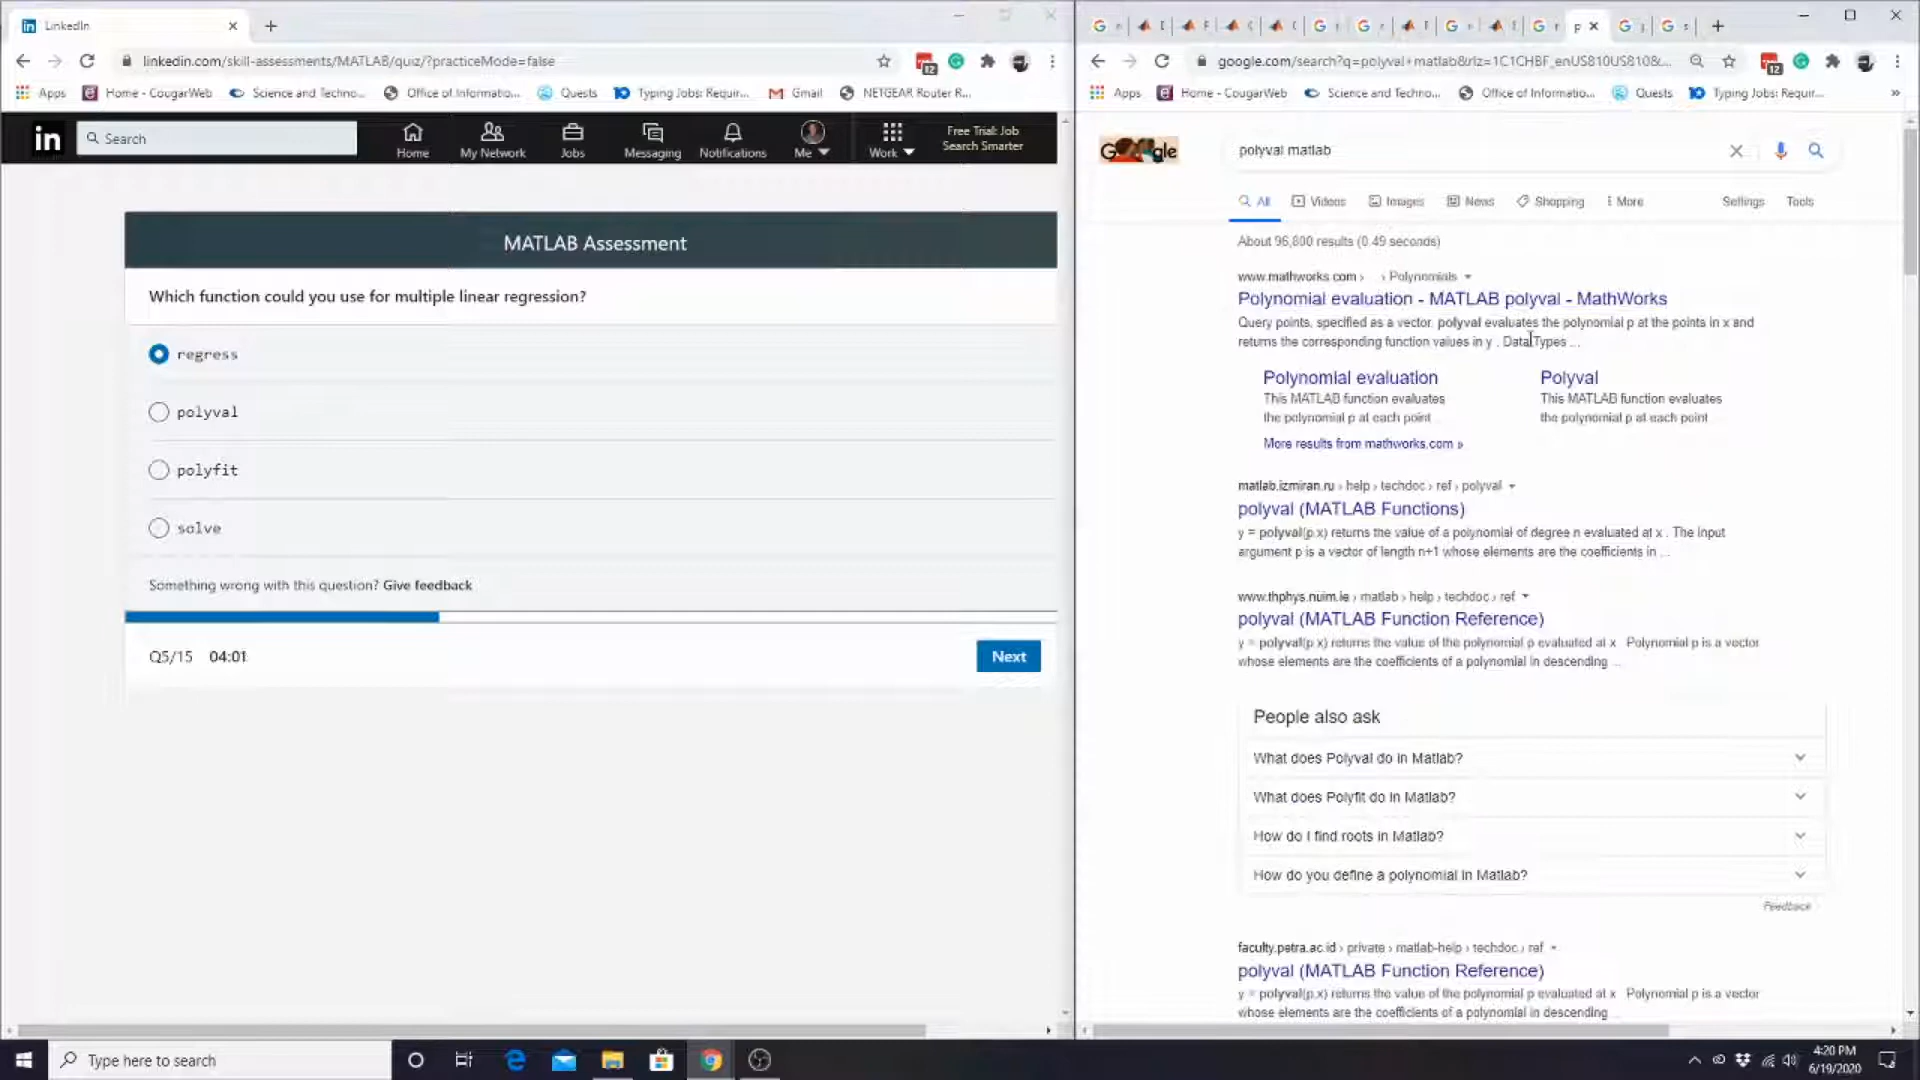 LinkedIn
linkedin.com/skill-assessments/MATLAB/quiz/?practiceMode=false
12
Apps
Home - CougarWeb
Science and Techno...
Office of Informatio...
Quests
Typing Jobs: Requir...
Gmail
NETGEAR Router R...
in
Search
Home
My Network
Jobs
Messaging
Notifications
Me
Work
Free Trial: Job
Search Smarter
MATLAB Assessment
Which function could you use for multiple linear regression?
regress
polyval
polyfit
solve
Something wrong with this question? Give feedback
Q5/15 04:01
Next
google.com/search?q=polyval+matlab&rlz=1C1CHBF_enUS810US810&...
12
Apps
Home - CougarWeb
Science and Techno...
Office of Informatio...
Quests
Typing Jobs: Requir...
Google
polyval matlab
All
Videos
Images
News
Shopping
More
Settings
Tools
About 96,800 results (0.49 seconds)
www.mathworks.com › › Polynomials
Polynomial evaluation - MATLAB polyval - MathWorks
Query points, specified as a vector. polyval evaluates the polynomial p at the points in x and
returns the corresponding function values in y . Data Types ...
Polynomial evaluation
This MATLAB function evaluates
the polynomial p at each point
Polyval
This MATLAB function evaluates
the polynomial p at each point
More results from mathworks.com »
matlab.izmiran.ru › help › techdoc › ref › polyval
polyval (MATLAB Functions)
y = polyval(p,x) returns the value of a polynomial of degree n evaluated at x . The input
argument p is a vector of length n+1 whose elements are the coefficients in ...
www.thphys.nuim.ie › matlab › help › techdoc › ref
polyval (MATLAB Function Reference)
y = polyval(p,x) returns the value of the polynomial p evaluated at x Polynomial p is a vector
whose elements are the coefficients of a polynomial in descending ...
People also ask
What does Polyval do in Matlab?
What does Polyfit do in Matlab?
How do I find roots in Matlab?
How do you define a polynomial in Matlab?
Feedback
faculty.petra.ac.id › private › matlab-help › techdoc › ref
polyval (MATLAB Function Reference)
y = polyval(p,x) returns the value of the polynomial p evaluated at x Polynomial p is a vector
whose elements are the coefficients of a polynomial in descending
Type here to search
4:20 PM
6/19/2020